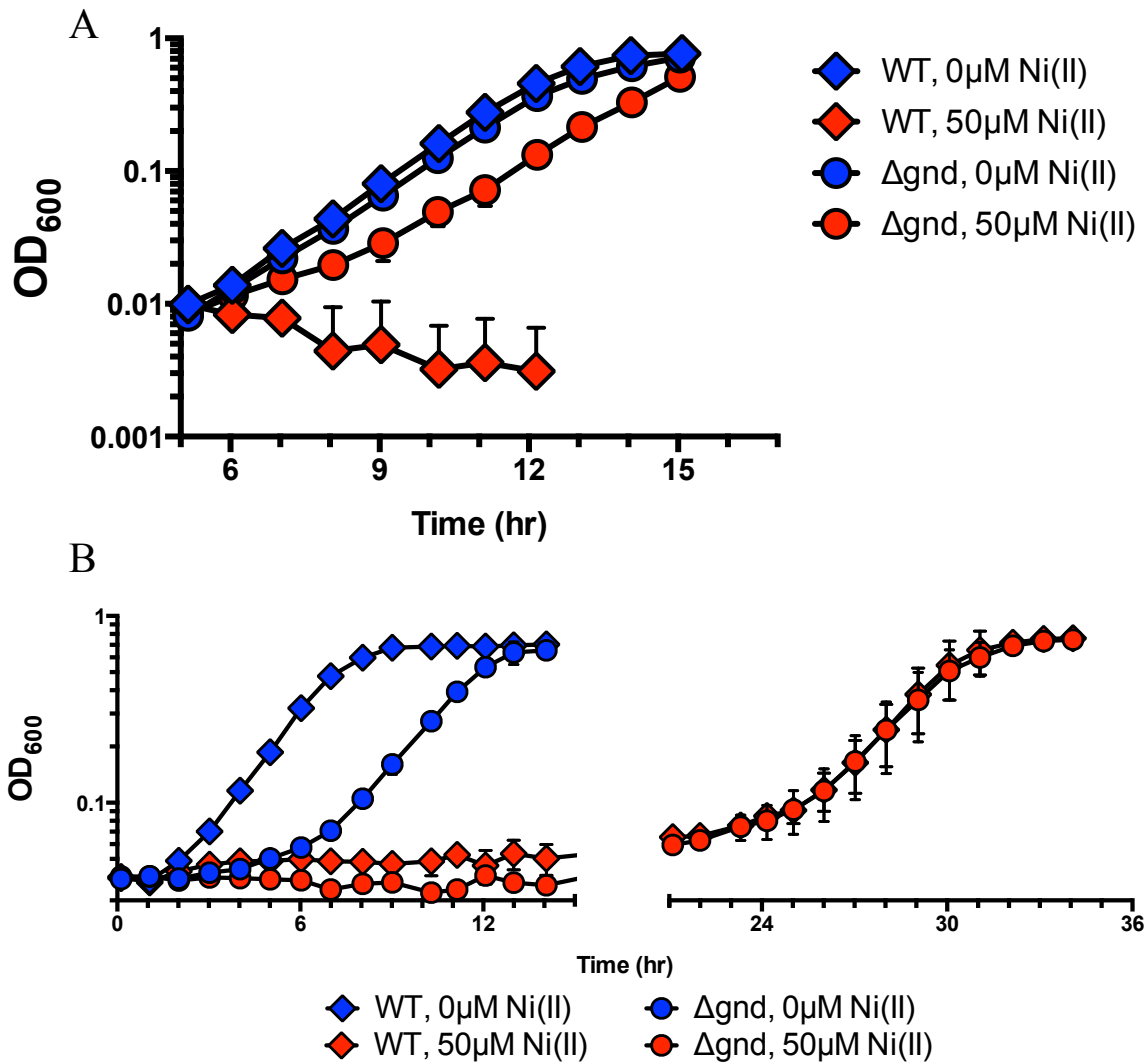 A
1
0.1
0.01
0.001
OD600
6 9 12 15
Time (hr)
WT, 0µM Ni(II)
WT, 50µM Ni(II)
Δgnd, 0µM Ni(II)
Δgnd, 50µM Ni(II)
B
1
0.1
OD600
0 6 12 24 30 36
Time (hr)
WT, 0µM Ni(II) Δgnd, 0µM Ni(II)
WT, 50µM Ni(II) Δgnd, 50µM Ni(II)